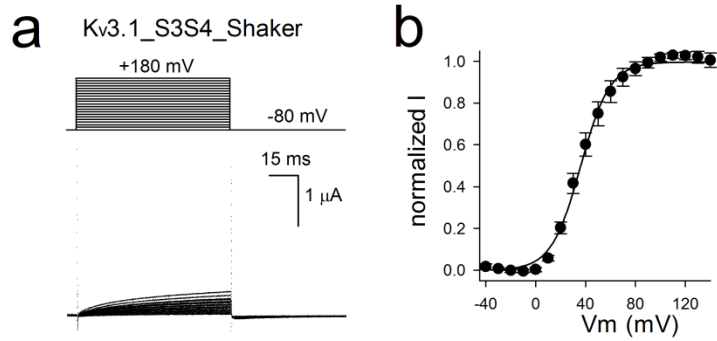 a
Kv3.1_S3S4_Shaker
+180 mV
-80 mV
15 ms
1 μA
b
normalized I
1.0
0.8
0.6
0.4
0.2
0.0
-40 0 40 80 120
Vm (mV)